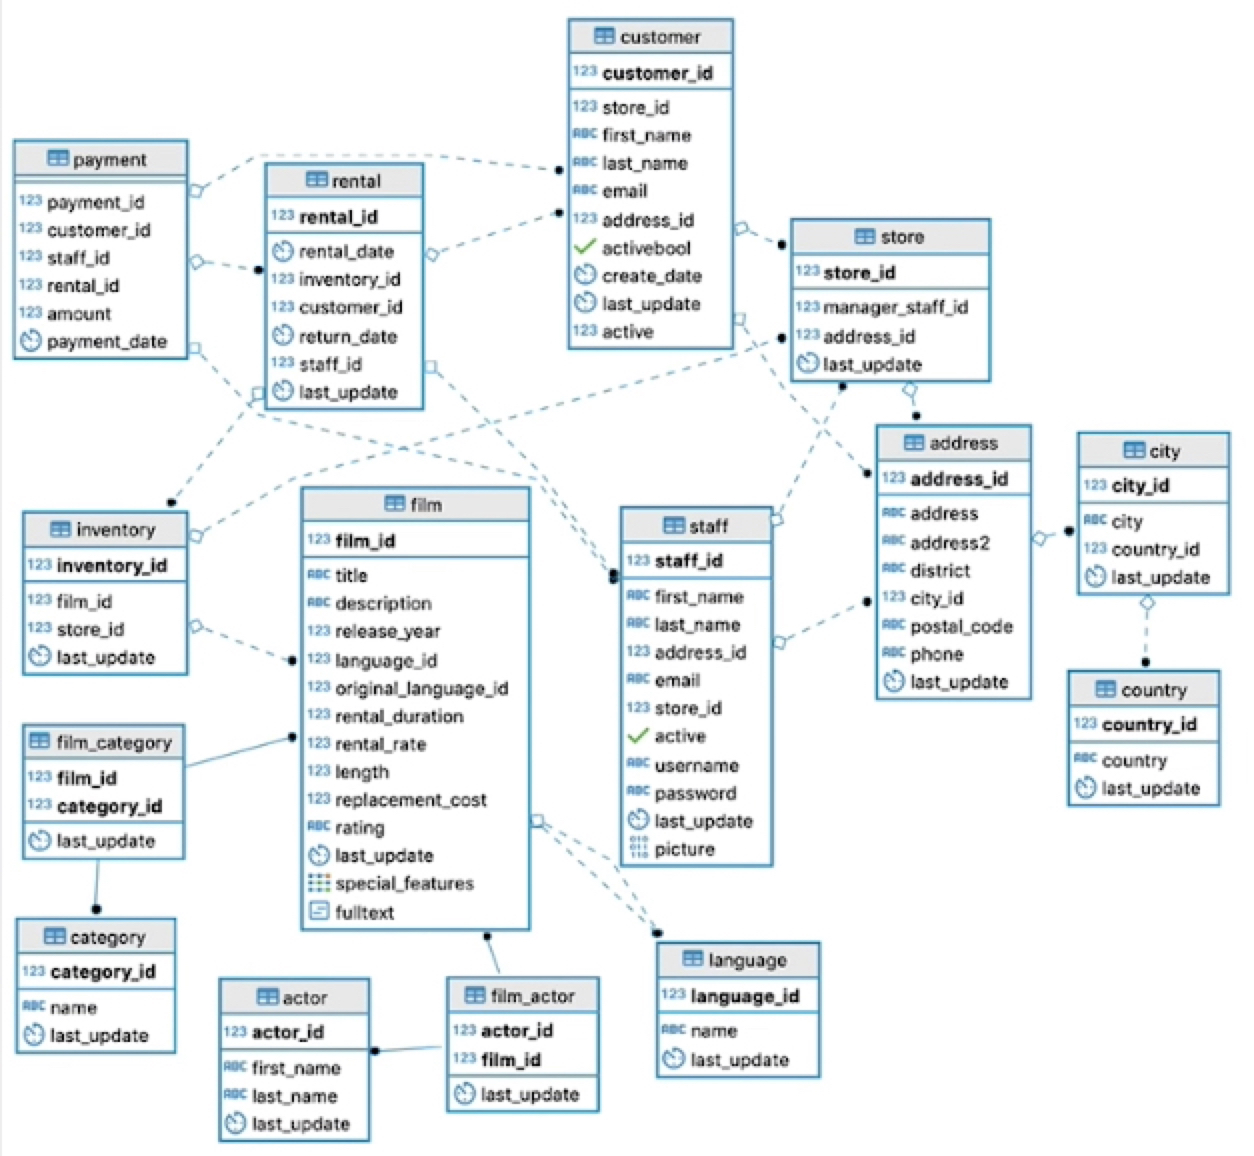 customer
123 customer_id
123 store_id
ABC first_name
ABC last_name
ABC email
123 address_id
activebool
create_date
last_update
123 active
payment
123 payment_id
123 customer_id
123 staff_id
123 rental_id
123 amount
payment_date
rental
123 rental_id
rental_date
123 inventory_id
123 customer_id
return_date
123 staff_id
last_update
store
123 store_id
123 manager_staff_id
123 address_id
last_update
address
123 address_id
ABC address
ABC address2
ABC district
123 city_id
ABC postal_code
ABC phone
last_update
city
123 city_id
ABC city
123 country_id
last_update
country
123 country_id
ABC country
last_update
inventory
123 inventory_id
123 film_id
123 store_id
last_update
film
123 film_id
ABC title
ABC description
123 release_year
123 language_id
123 original_language_id
123 rental_duration
123 rental_rate
123 length
123 replacement_cost
ABC rating
last_update
special_features
fulltext
staff
123 staff_id
ABC first_name
ABC last_name
123 address_id
ABC email
123 store_id
active
ABC username
ABC password
last_update
010 011 110 picture
film_category
123 film_id
123 category_id
last_update
category
123 category_id
ABC name
last_update
actor
123 actor_id
ABC first_name
ABC last_name
last_update
film_actor
123 actor_id
123 film_id
last_update
language
123 language_id
ABC name
last_update